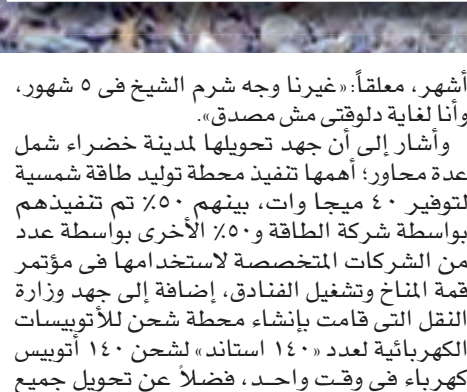 أشهر، معلقاً: «غيرنا وجه شرم الشيخ فى ٥ شهور،
وأنا لغاية دلوقتى مش مصدق».
وأشار إلى أن جهد تحويلها لمدينة خضراء شمل
عدة محاور؛ أهمها تنفيذ محطة توليد طاقة شمسية
لتوفير ٤٠ ميجا وات، بينهم ٥٠٪ تم تنفيذهم
بواسطة شركة الطاقة و٥٠٪ الأخرى بواسطة عدد
من الشركات المتخصصة لاستخدامها فى مؤتمر
قمة المناخ وتشغيل الفنادق، إضافة إلى جهد وزارة
النقل التى قامت بإنشاء محطة شحن للأتوبيسات
الكهربائية لعدد «١٤٠ استاند» لشحن ١٤٠ أتوبيس
كهرباء فى وقت واحد، فضلاً عن تحويل جميع